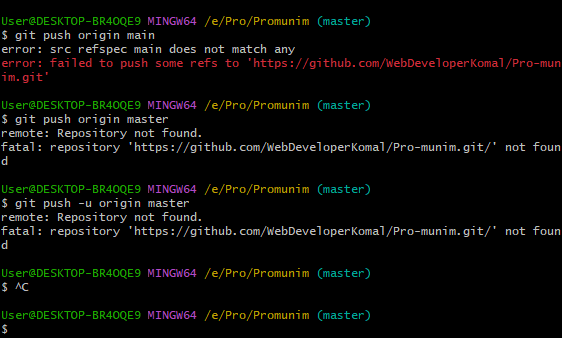 User@DESKTOP-BR4OQE9 MINGW64 /e/Pro/Promunim (master)
$ git push origin main
error: src refspec main does not match any
error: failed to push some refs to 'https://github.com/WebDeveloperKomal/Pro-mun
im.git'
User@DESKTOP-BR4OQE9 MINGW64 /e/Pro/Promunim (master)
$ git push origin master
remote: Repository not found.
fatal: repository 'https://github.com/WebDeveloperKomal/Pro-munim.git/' not foun
d
User@DESKTOP-BR4OQE9 MINGW64 /e/Pro/Promunim (master)
$ git push -u origin master
remote: Repository not found.
fatal: repository 'https://github.com/WebDeveloperKomal/Pro-munim.git/' not foun
d
User@DESKTOP-BR4OQE9 MINGW64 /e/Pro/Promunim (master)
$ ^C
User@DESKTOP-BR4OQE9 MINGW64 /e/Pro/Promunim (master)
$